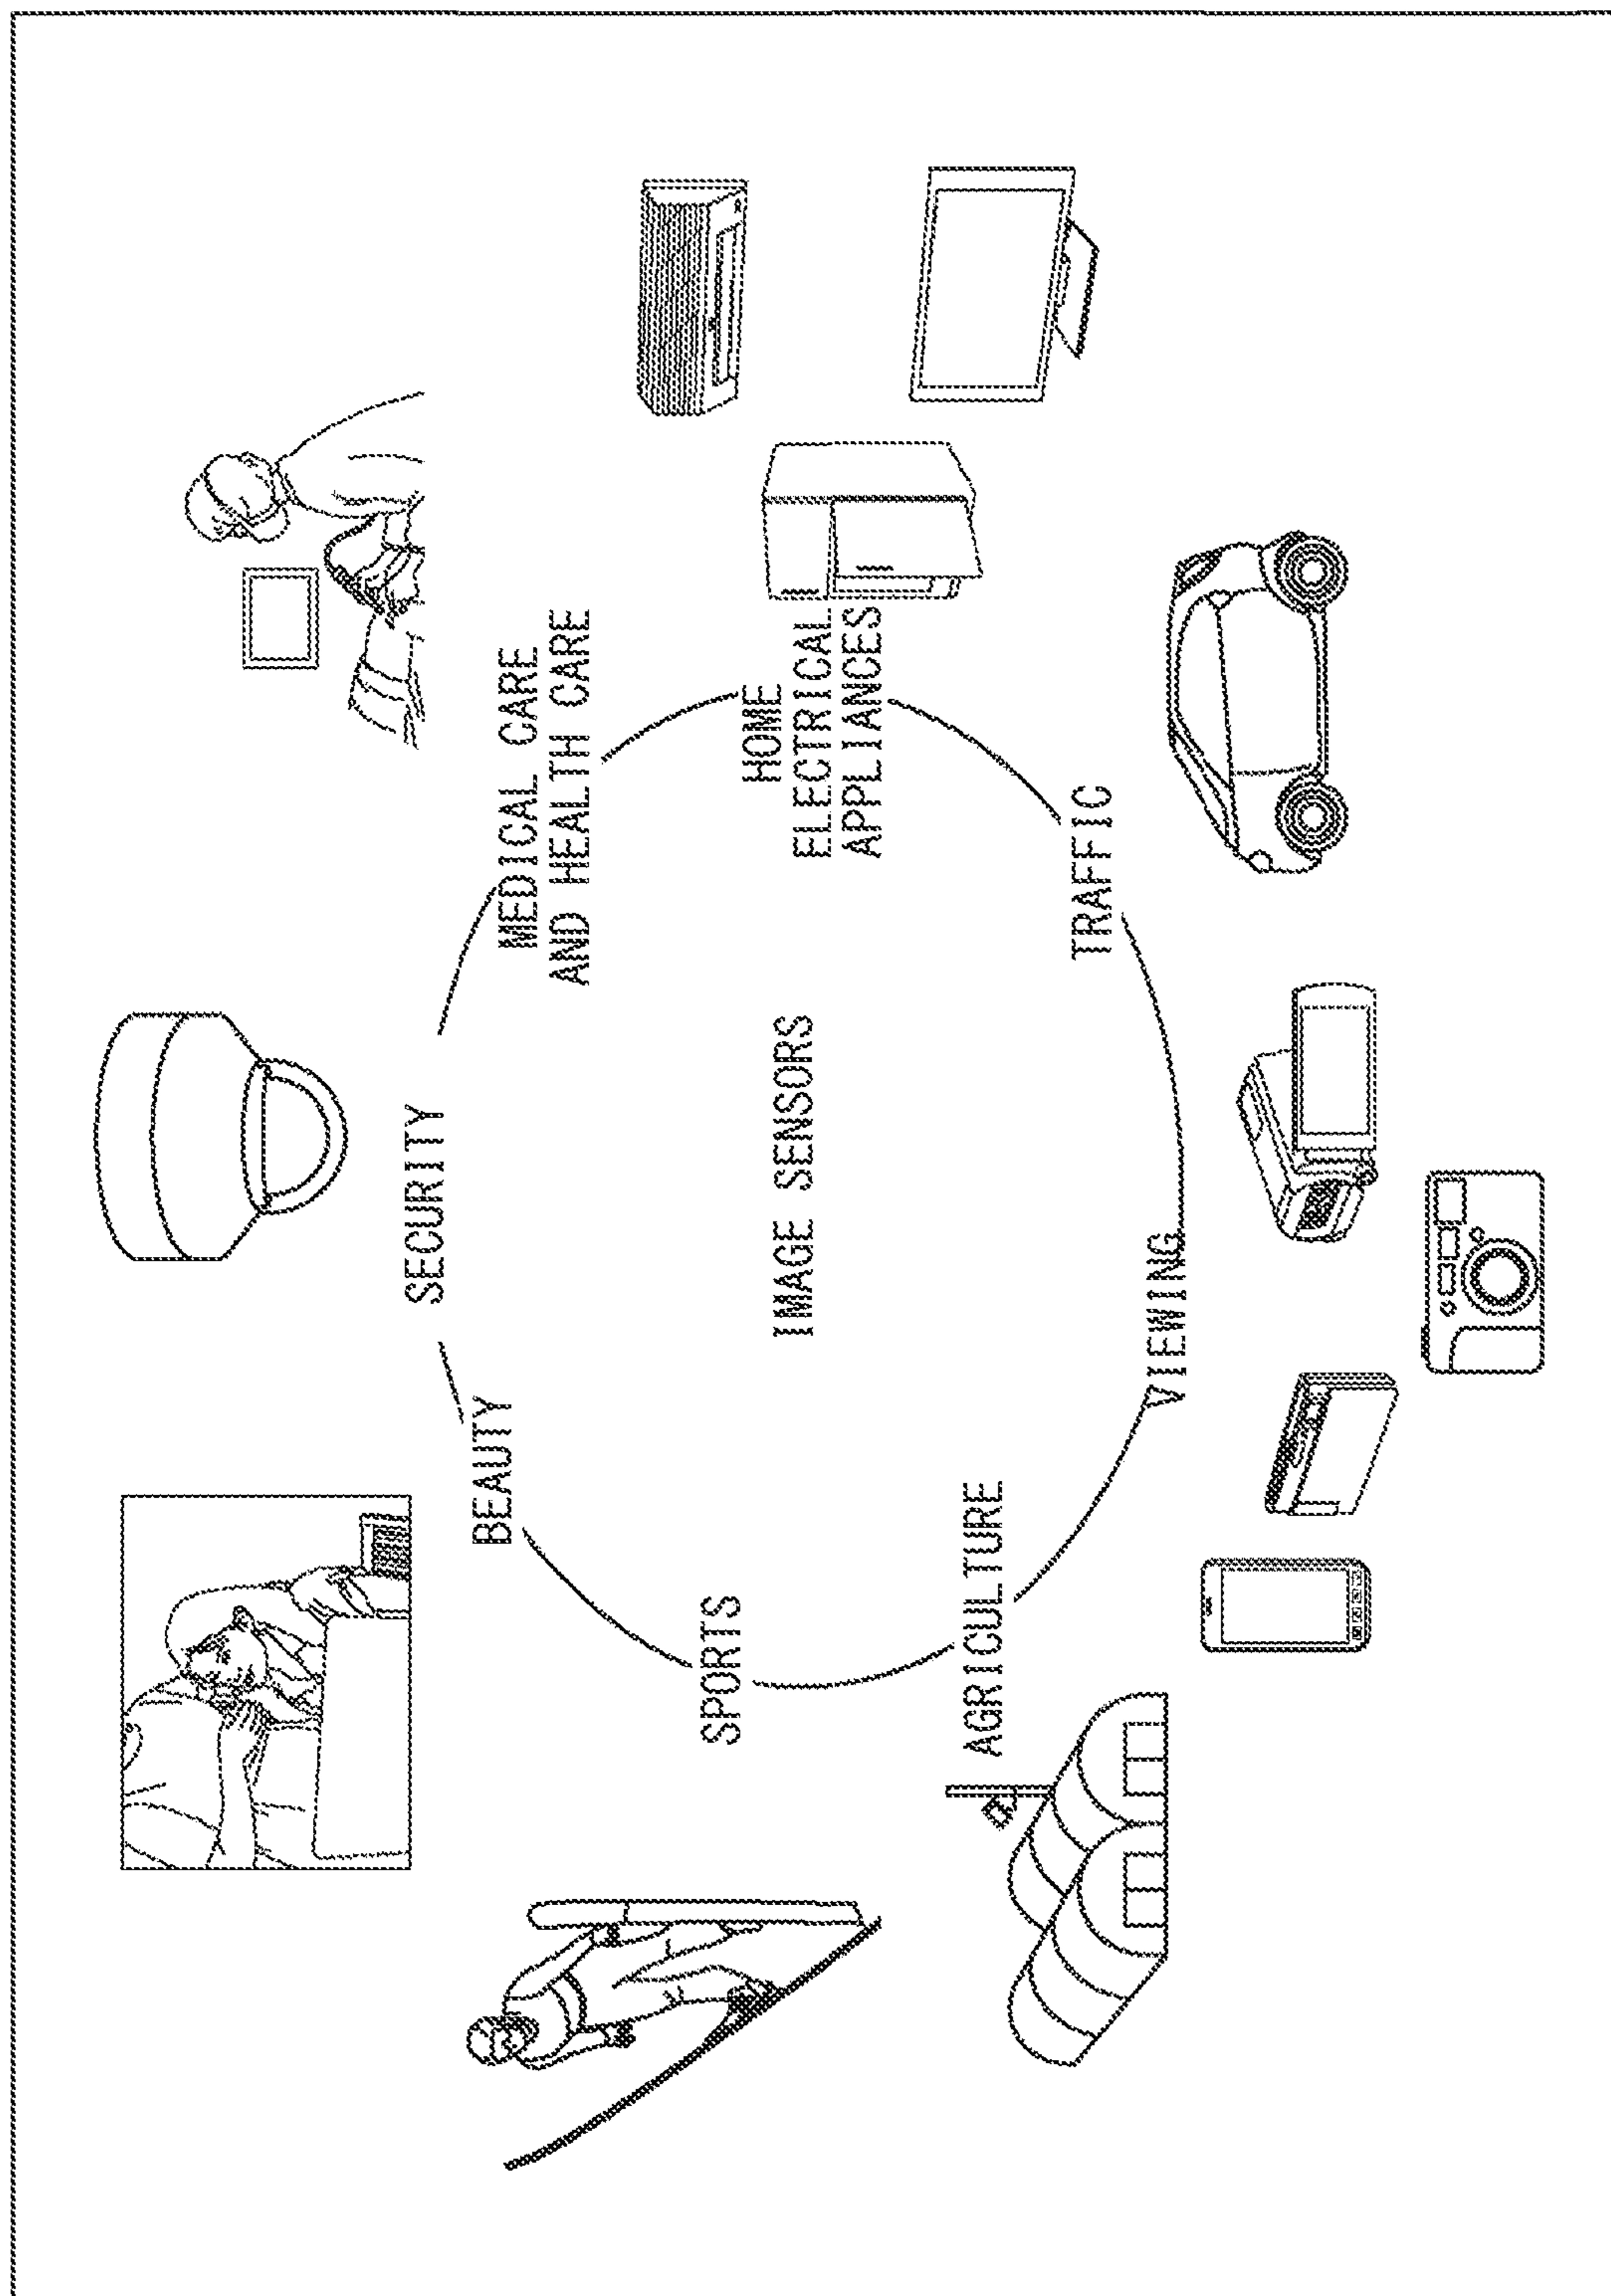 SECURITY
BEAUTY
MEDICAL CARE
AND HEALTH CARE
SPORTS
IMAGE SENSORS
HOME
ELECTRICAL
APPLIANCES
AGRICULTURE
TRAFFIC
VIEWING